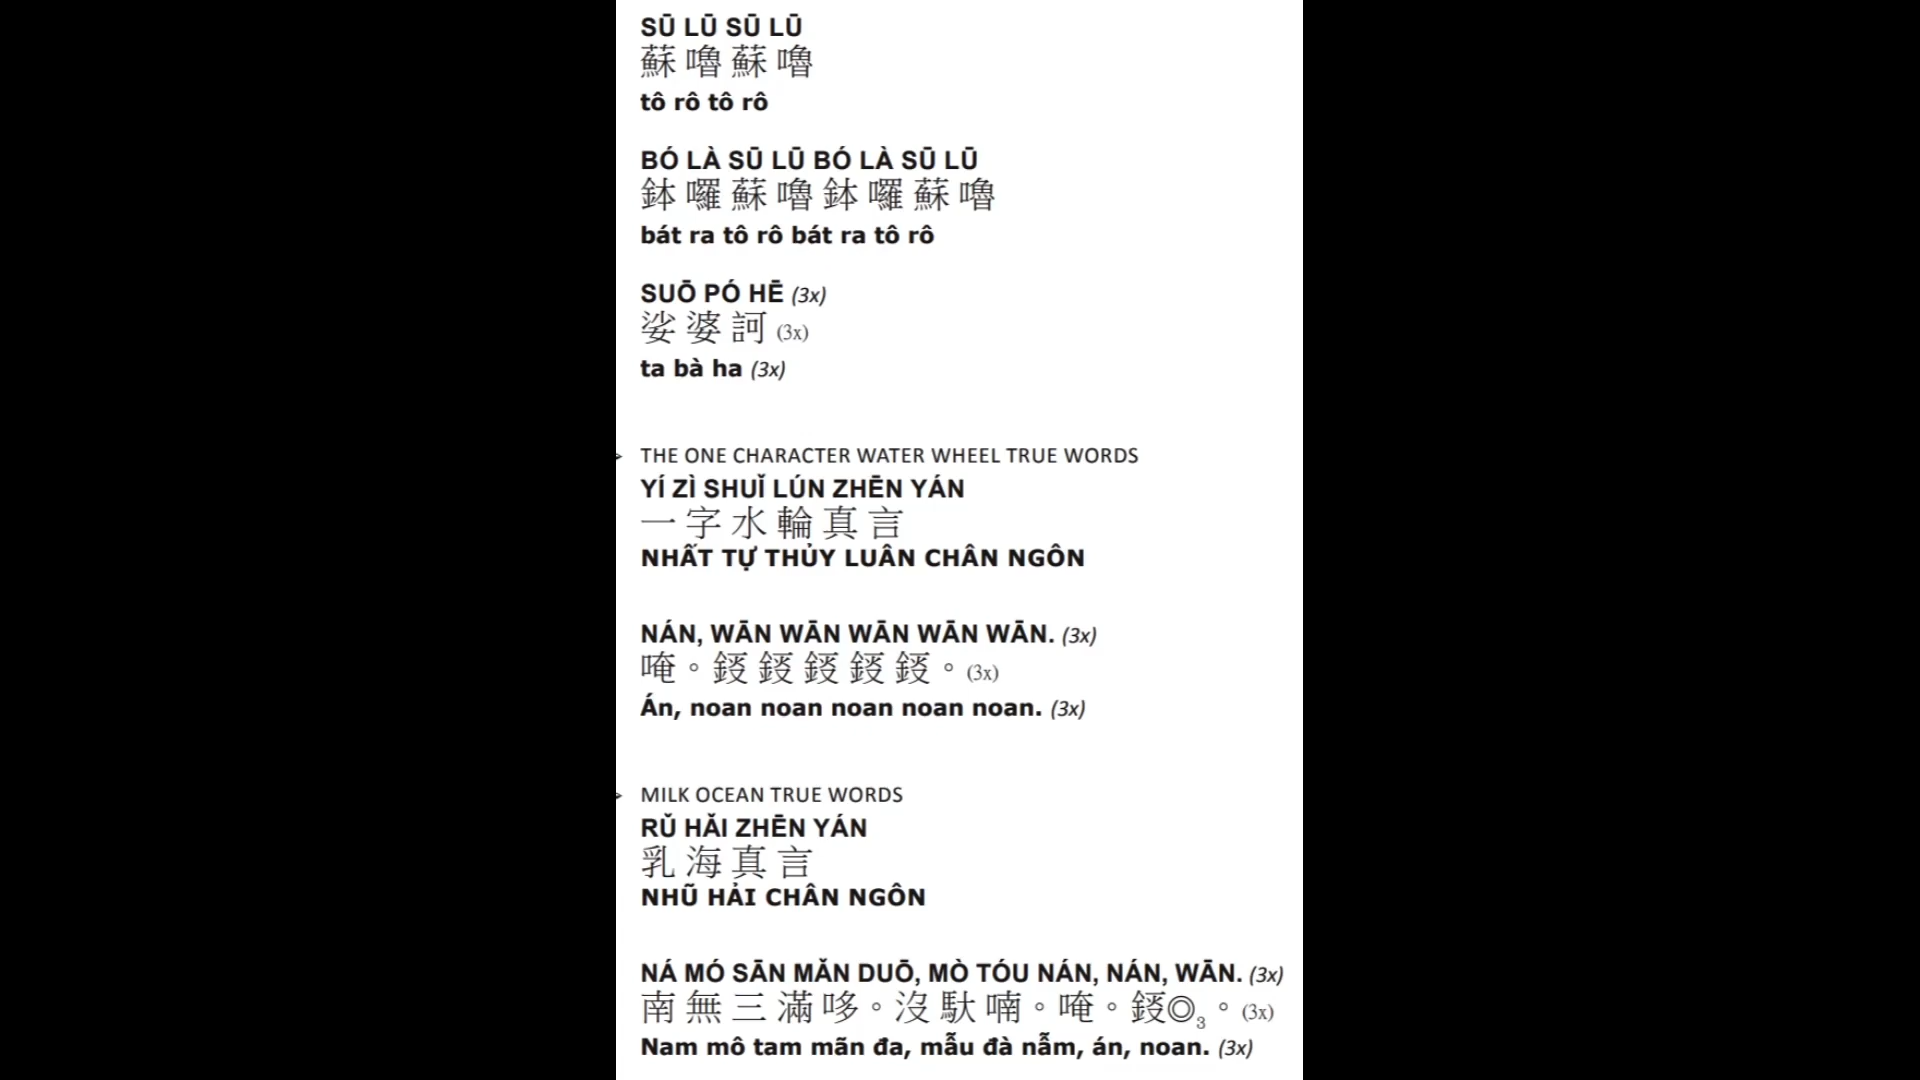 SŪ LŪ SŪ LŪ
蘇 嚕 蘇 嚕
tô rô tô rô
BÓ LÀ SŪ LŪ BÓ LÀ SŪ LŪ
鉢 囉 蘇 嚕 鉢 囉 蘇 嚕
bát ra tô rô bát ra tô rô
SUŌ PÓ HĒ (3x)
娑 婆 訶 (3x)
ta bà ha (3x)
➢ THE ONE CHARACTER WATER WHEEL TRUE WORDS
YÍ ZÌ SHUǏ LÚN ZHĒN YÁN
一 字 水 輪 真 言
NHẤT TỰ THỦY LUÂN CHÂN NGÔN
NÁN, WĀN WĀN WĀN WĀN WĀN. (3x)
唵。鋄 鋄 鋄 鋄 鋄。(3x)
Án, noan noan noan noan noan. (3x)
➢ MILK OCEAN TRUE WORDS
RǓ HǍI ZHĒN YÁN
乳 海 真 言
NHŨ HẢI CHÂN NGÔN
NÁ MÓ SĀN MǍN DUŌ, MÒ TÓU NÁN, NÁN, WĀN. (3x)
南 無 三 滿 哆。沒 馱 喃。唵。鋄◎3。(3x)
Nam mô tam mãn đa, mẫu đà nẫm, án, noan. (3x)